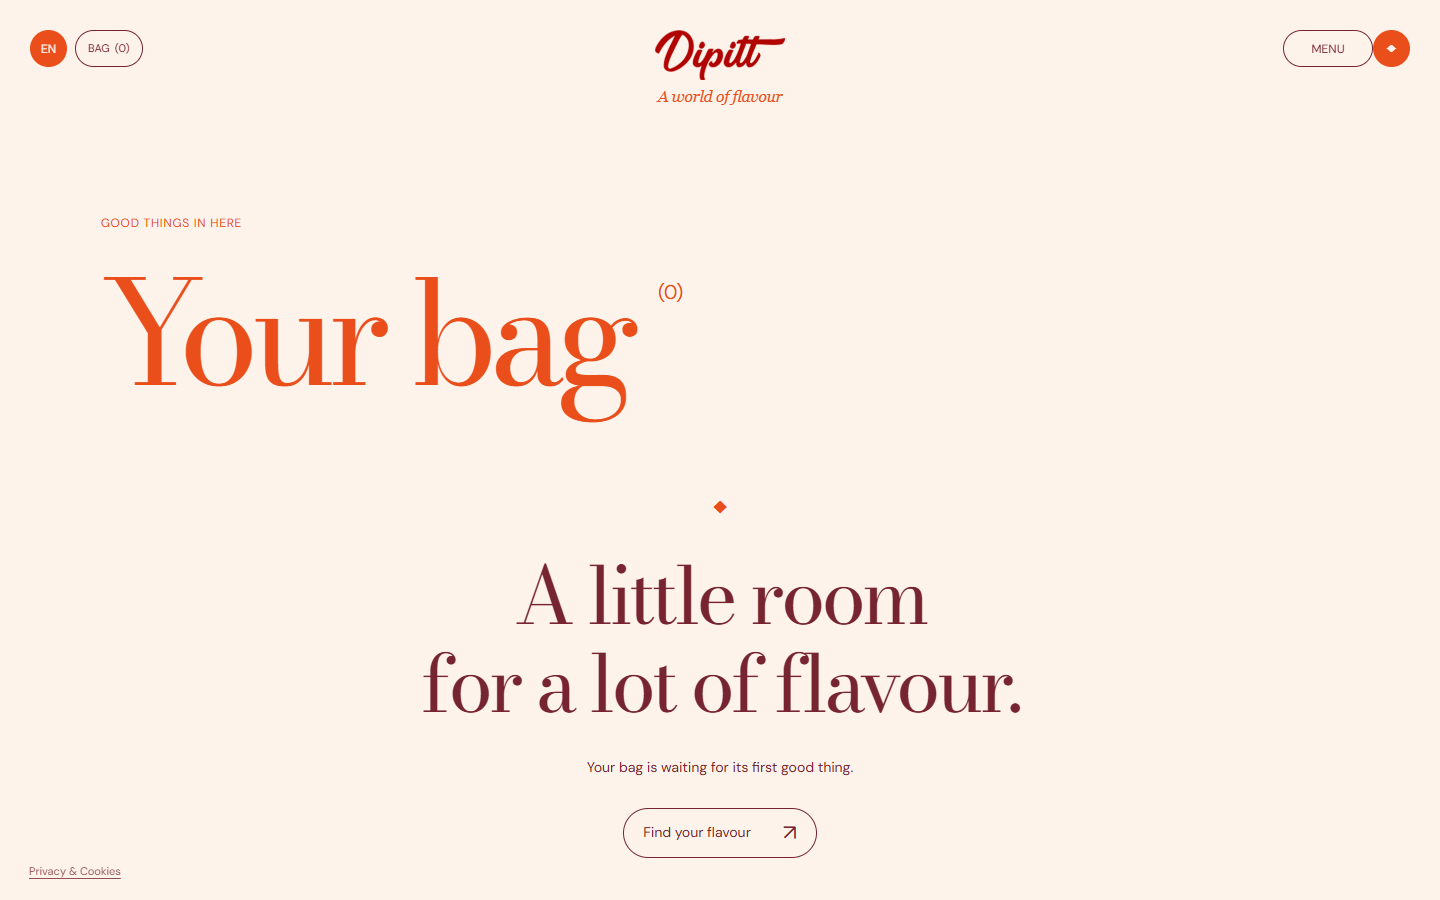 EN
BAG (0)
Dipitt
A world of flavour
MENU
GOOD THINGS IN HERE
Your bag (0)
A little room
for a lot of flavour.
Your bag is waiting for its first good thing.
Find your flavour
Privacy & Cookies